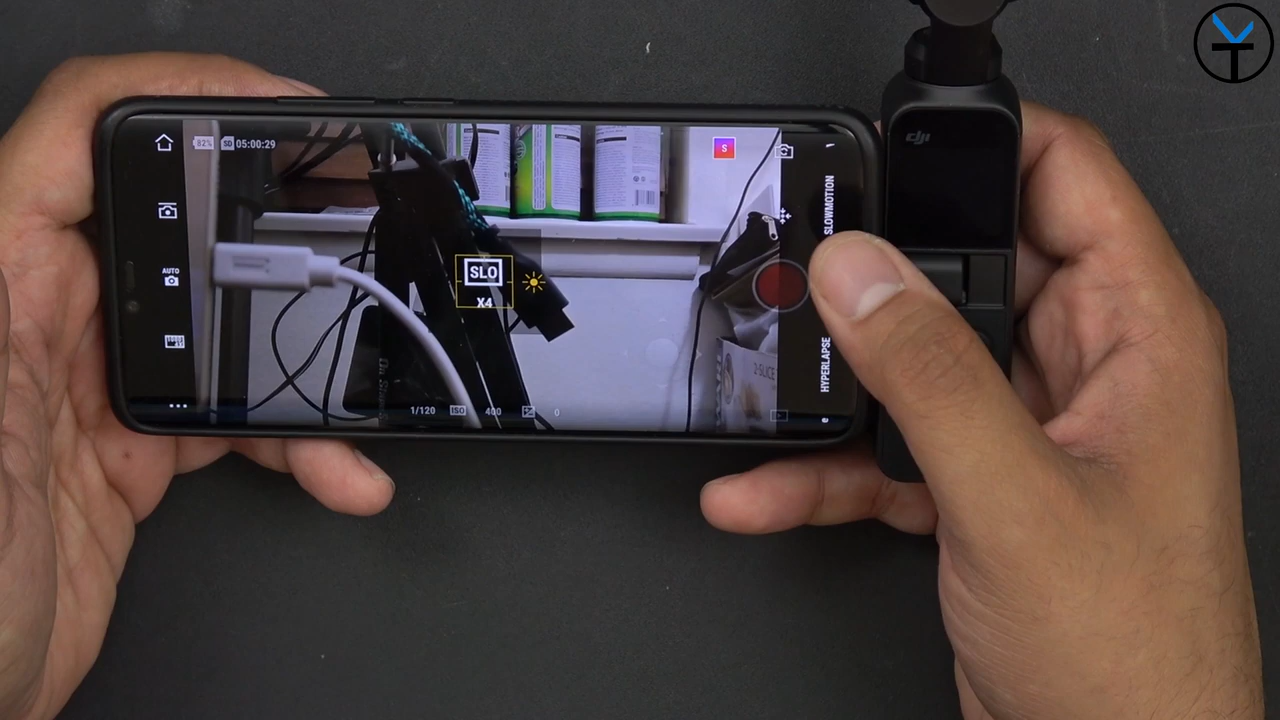 82%
SD
05:00:29
S
dji
SLOWMOTION
AUTO
SLO
X4
HYPERLAPSE
2-SLICE
1/120
ISO
400
0
e